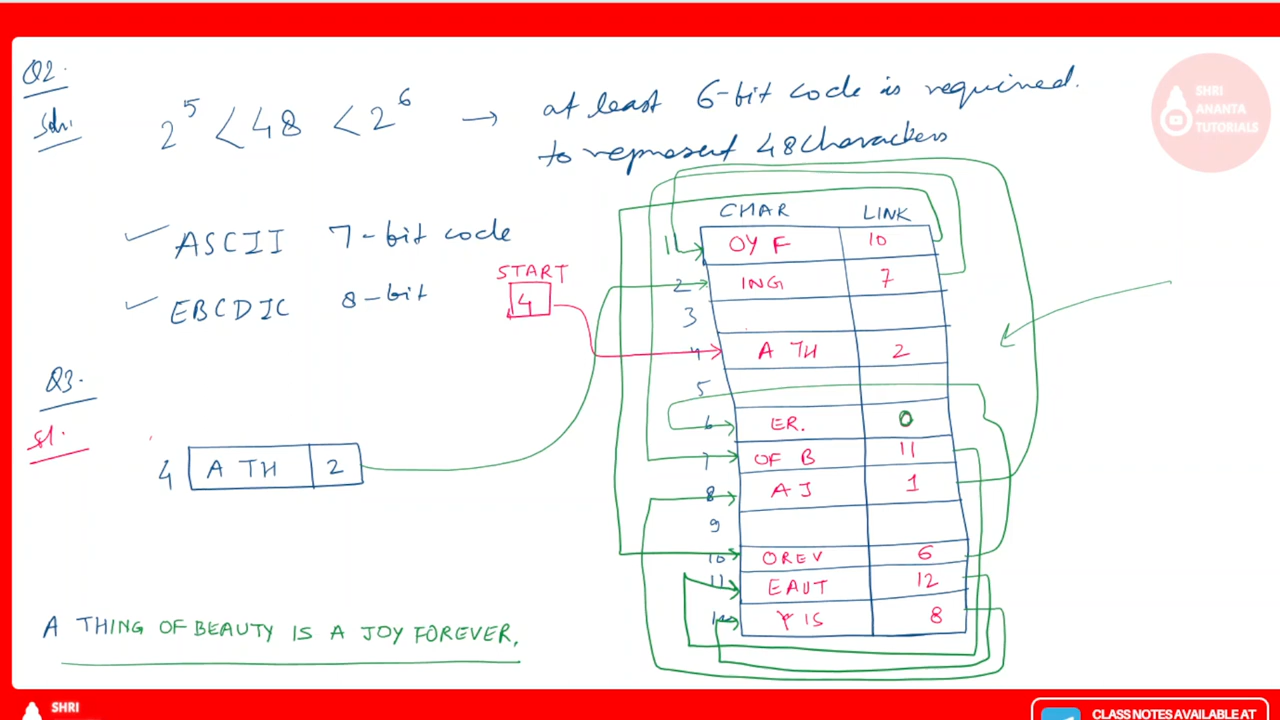 Q2.
Soln.
2^5 < 48 < 2^6 → at least 6-bit code is required.
to represent 48 Characters
SHRI
ANANTA
TUTORIALS
ASCII 7-bit code
EBCDIC 8-bit
START
4
CHAR LINK
1 OY F 10
2 ING 7
3
4 A TH 2
5
6 ER. 0
7 OF B 11
8 A J 1
9
10 OREV 6
11 EAUT 12
12 Y IS 8
Q3.
4 A TH 2
A THING OF BEAUTY IS A JOY FOREVER.
SHRI
ANANTA
CLASS NOTES AVAILABLE AT